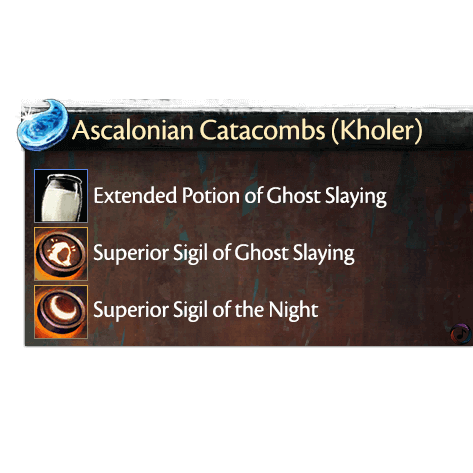 Ascalonian Catacombs (Kholer)
Extended Potion of Ghost Slaying
Superior Sigil of Ghost Slaying
Superior Sigil of the Night